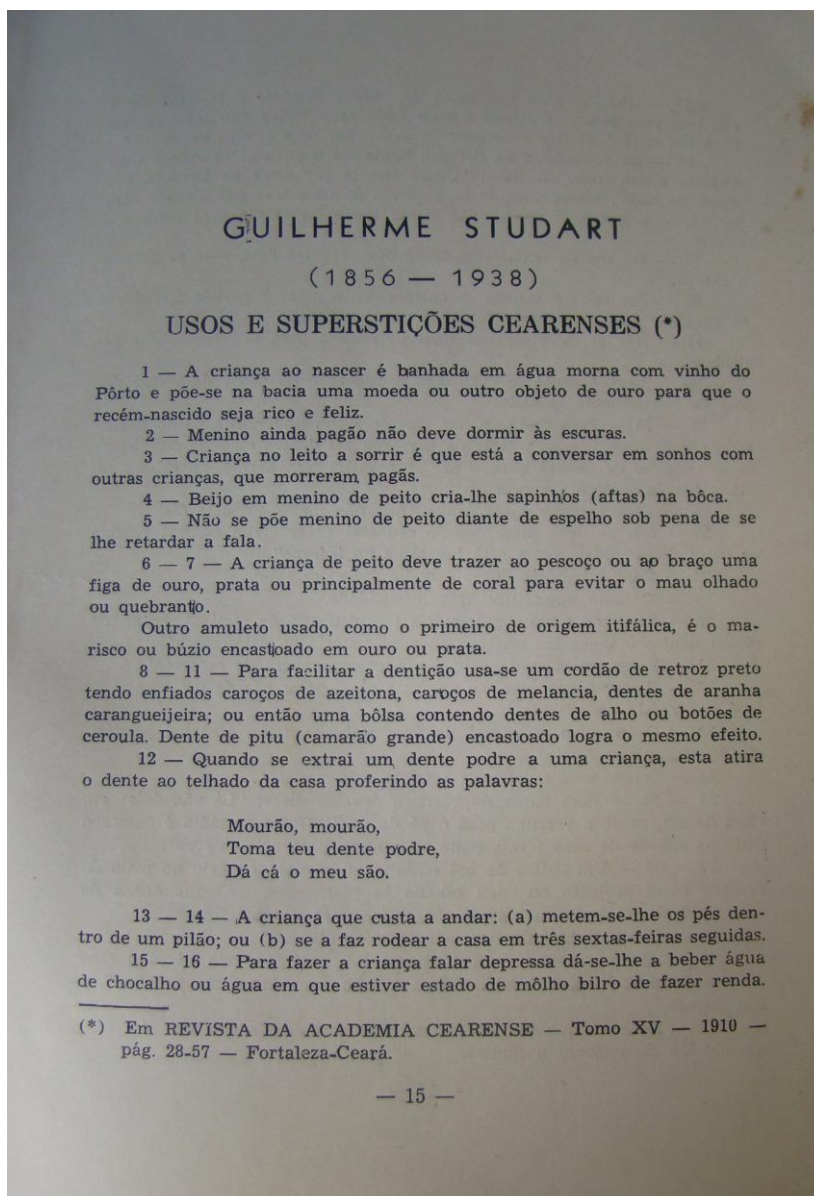 GUILHERME STUDART
(1856 — 1938)
USOS E SUPERSTIÇÕES CEARENSES (*)
1 — A criança ao nascer é banhada em água morna com vinho do
Pôrto e põe-se na bacia uma moeda ou outro objeto de ouro para que o
recém-nascido seja rico e feliz.
2 — Menino ainda pagão não deve dormir às escuras.
3 — Criança no leito a sorrir é que está a conversar em sonhos com
outras crianças, que morreram pagãs.
4 — Beijo em menino de peito cria-lhe sapinhos (aftas) na bôca.
5 — Não se põe menino de peito diante de espelho sob pena de se
lhe retardar a fala.
6 — 7 — A criança de peito deve trazer ao pescoço ou ao braço uma
figa de ouro, prata ou principalmente de coral para evitar o mau olhado
ou quebranto.
Outro amuleto usado, como o primeiro de origem itifálica, é o ma-
risco ou búzio encastoado em ouro ou prata.
8 — 11 — Para facilitar a dentição usa-se um cordão de retroz preto
tendo enfiados caroços de azeitona, caroços de melancia, dentes de aranha
carangueijeira; ou então uma bôlsa contendo dentes de alho ou botões de
ceroula. Dente de pitu (camarão grande) encastoado logra o mesmo efeito.
12 — Quando se extrai um dente podre a uma criança, esta atira
o dente ao telhado da casa proferindo as palavras:
Mourão, mourão,
Toma teu dente podre,
Dá cá o meu são.
13 — 14 — A criança que custa a andar: (a) metem-se-lhe os pés den-
tro de um pilão; ou (b) se a faz rodear a casa em três sextas-feiras seguidas.
15 — 16 — Para fazer a criança falar depressa dá-se-lhe a beber água
de chocalho ou água em que estiver estado de môlho bilro de fazer renda.
(*) Em REVISTA DA ACADEMIA CEARENSE — Tomo XV — 1910 —
pág. 28-57 — Fortaleza-Ceará.
— 15 —